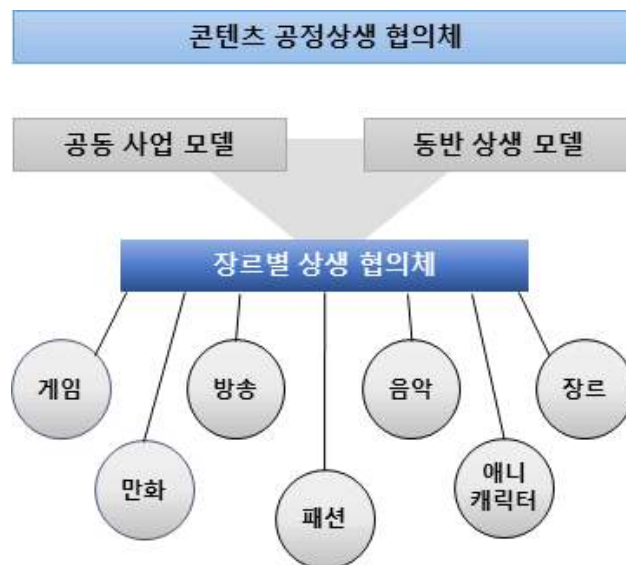 콘텐츠 공정상생 협의체
공동 사업 모델
동반 상생 모델
장르별 상생 협의체
게임
방송
음악
장르
만화
패션
애니
캐릭터